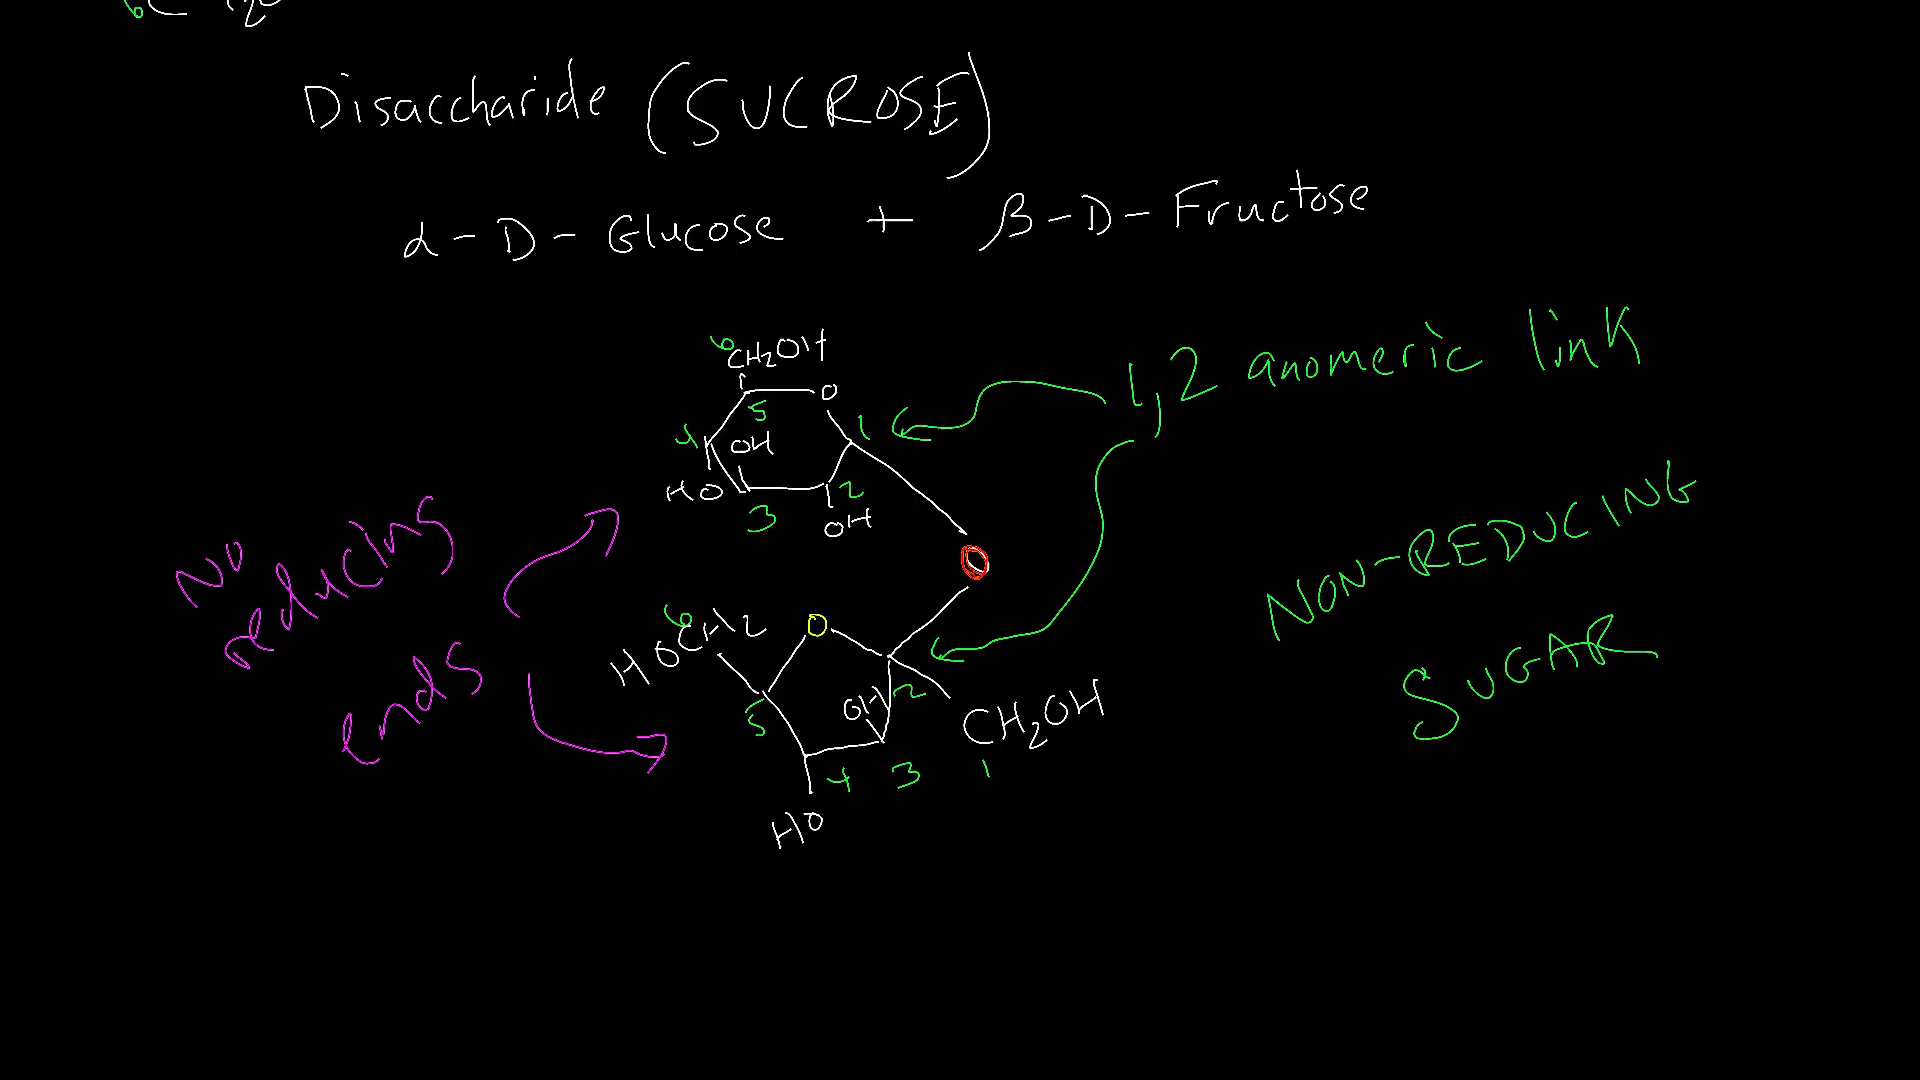 Disaccharide (SUCROSE)
α-D-Glucose + β-D-Fructose
1,2 anomeric link
6
CH₂OH
5 O
4 OH 1
HO 3 2
OH
O
No reducing ends
NON-REDUCING SUGAR
6
HOCH₂ O
5 OH 2
CH₂OH
4 3 1
HO